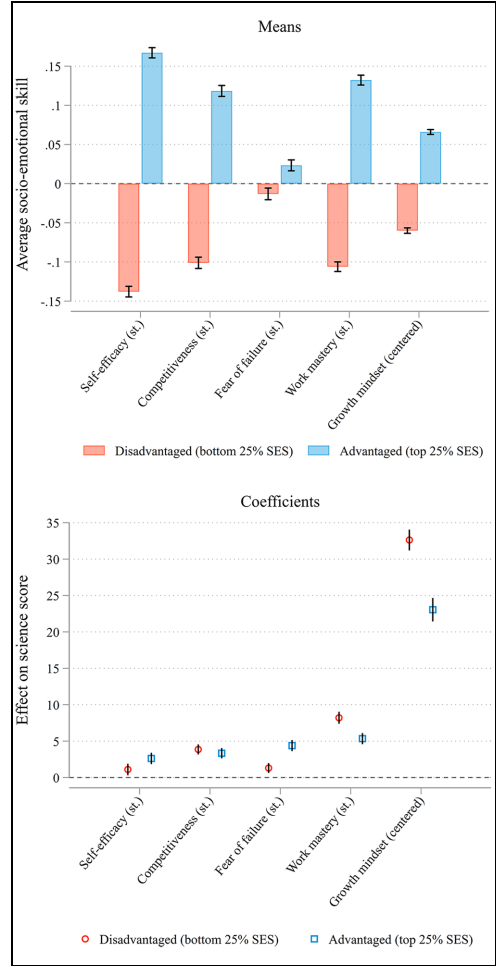 Means
Average socio-emotional skill
.15
.1
.05
0
-.05
-.1
-.15
Self-efficacy (st.)
Competitiveness (st.)
Fear of failure (st.)
Work mastery (st.)
Growth mindset (centered)
Disadvantaged (bottom 25% SES)
Advantaged (top 25% SES)
Coefficients
Effect on science score
35
30
25
20
15
10
5
0
Self-efficacy (st.)
Competitiveness (st.)
Fear of failure (st.)
Work mastery (st.)
Growth mindset (centered)
Disadvantaged (bottom 25% SES)
Advantaged (top 25% SES)